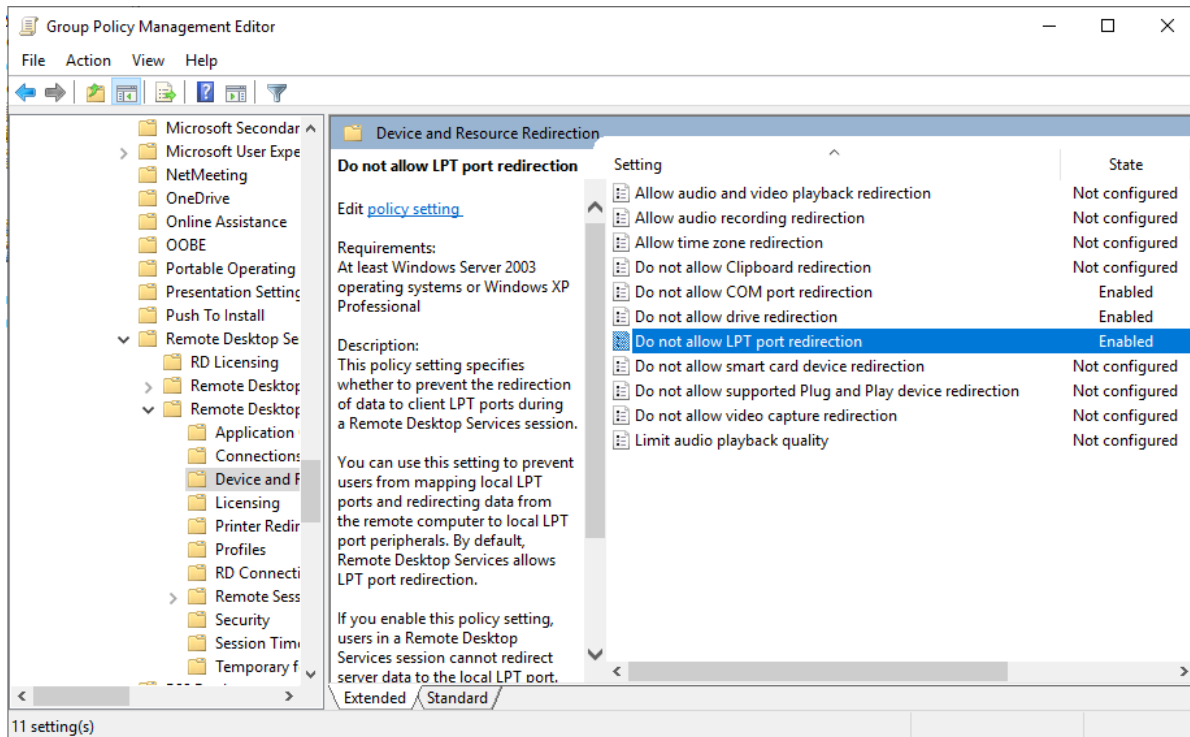 Group Policy Management Editor
File Action View Help
Microsoft Secondar
Microsoft User Expe
NetMeeting
OneDrive
Online Assistance
OOBE
Portable Operating
Presentation Setting
Push To Install
Remote Desktop Se
RD Licensing
Remote Desktop
Remote Desktop
Application
Connections
Device and R
Licensing
Printer Redir
Profiles
RD Connecti
Remote Sess
Security
Session Time
Temporary f
Device and Resource Redirection
Do not allow LPT port redirection
Edit policy setting
Requirements:
At least Windows Server 2003
operating systems or Windows XP
Professional
Description:
This policy setting specifies
whether to prevent the redirection
of data to client LPT ports during
a Remote Desktop Services session.
You can use this setting to prevent
users from mapping local LPT
ports and redirecting data from
the remote computer to local LPT
port peripherals. By default,
Remote Desktop Services allows
LPT port redirection.
If you enable this policy setting,
users in a Remote Desktop
Services session cannot redirect
server data to the local LPT port.
Setting State
Allow audio and video playback redirection Not configured
Allow audio recording redirection Not configured
Allow time zone redirection Not configured
Do not allow Clipboard redirection Not configured
Do not allow COM port redirection Enabled
Do not allow drive redirection Enabled
Do not allow LPT port redirection Enabled
Do not allow smart card device redirection Not configured
Do not allow supported Plug and Play device redirection Not configured
Do not allow video capture redirection Not configured
Limit audio playback quality Not configured
Extended Standard
11 setting(s)